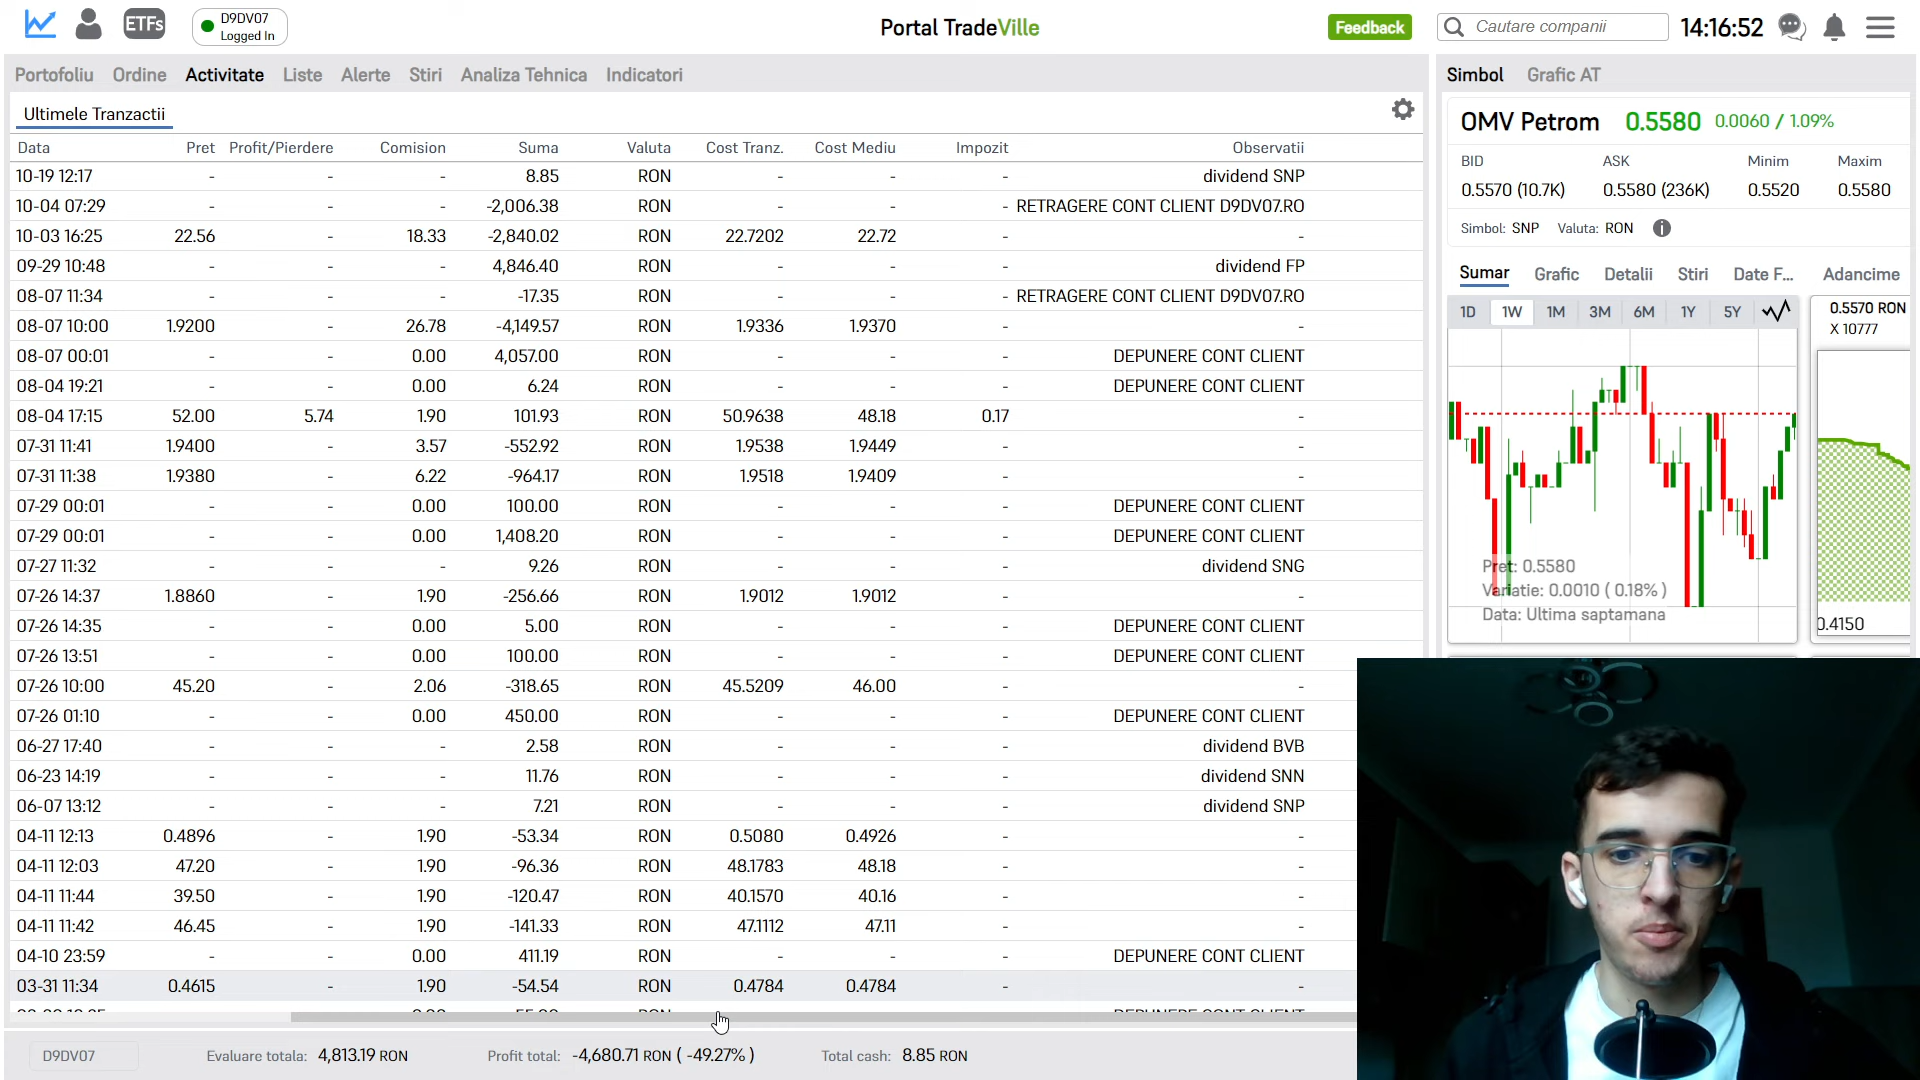 ETFs
D9DV07
Logged In
Portal TradeVille
Feedback
Cautare companii
14:16:52
Portofoliu Ordine Activitate Liste Alerte Stiri Analiza Tehnica Indicatori
Ultimele Tranzactii
Data Pret Profit/Pierdere Comision Suma Valuta Cost Tranz. Cost Mediu Impozit Observatii
10-19 12:17 - - - 8.85 RON - - - dividend SNP
10-04 07:29 - - - -2,006.38 RON - - - RETRAGERE CONT CLIENT D9DV07.RO
10-03 16:25 22.56 - 18.33 -2,840.02 RON 22.7202 22.72 - -
09-29 10:48 - - - 4,846.40 RON - - - dividend FP
08-07 11:34 - - - -17.35 RON - - - RETRAGERE CONT CLIENT D9DV07.RO
08-07 10:00 1.9200 - 26.78 -4,149.57 RON 1.9336 1.9370 - -
08-07 00:01 - - 0.00 4,057.00 RON - - - DEPUNERE CONT CLIENT
08-04 19:21 - - 0.00 6.24 RON - - - DEPUNERE CONT CLIENT
08-04 17:15 52.00 5.74 1.90 101.93 RON 50.9638 48.18 0.17 -
07-31 11:41 1.9400 - 3.57 -552.92 RON 1.9538 1.9449 - -
07-31 11:38 1.9380 - 6.22 -964.17 RON 1.9518 1.9409 - -
07-29 00:01 - - 0.00 100.00 RON - - - DEPUNERE CONT CLIENT
07-29 00:01 - - 0.00 1,408.20 RON - - - DEPUNERE CONT CLIENT
07-27 11:32 - - - 9.26 RON - - - dividend SNG
07-26 14:37 1.8860 - 1.90 -256.66 RON 1.9012 1.9012 - -
07-26 14:35 - - 0.00 5.00 RON - - - DEPUNERE CONT CLIENT
07-26 13:51 - - 0.00 100.00 RON - - - DEPUNERE CONT CLIENT
07-26 10:00 45.20 - 2.06 -318.65 RON 45.5209 46.00 - -
07-26 01:10 - - 0.00 450.00 RON - - - DEPUNERE CONT CLIENT
06-27 17:40 - - - 2.58 RON - - - dividend BVB
06-23 14:19 - - - 11.76 RON - - - dividend SNN
06-07 13:12 - - - 7.21 RON - - - dividend SNP
04-11 12:13 0.4896 - 1.90 -53.34 RON 0.5080 0.4926 - -
04-11 12:03 47.20 - 1.90 -96.36 RON 48.1783 48.18 - -
04-11 11:44 39.50 - 1.90 -120.47 RON 40.1570 40.16 - -
04-11 11:42 46.45 - 1.90 -141.33 RON 47.1112 47.11 - -
04-10 23:59 - - 0.00 411.19 RON - - - DEPUNERE CONT CLIENT
03-31 11:34 0.4615 - 1.90 -54.54 RON 0.4784 0.4784 - -
D9DV07 Evaluare totala: 4,813.19 RON Profit total: -4,680.71 RON ( -49.27% ) Total cash: 8.85 RON
Simbol Grafic AT
OMV Petrom 0.5580 0.0060 / 1.09%
BID ASK Minim Maxim
0.5570 (10.7K) 0.5580 (236K) 0.5520 0.5580
Simbol: SNP Valuta: RON
Sumar Grafic Detalii Stiri Date F... Adancime
1D 1W 1M 3M 6M 1Y 5Y
0.5570 RON
X 10777
Pret: 0.5580
Variatie: 0.0010 ( 0.18% )
Data: Ultima saptamana
0.4150